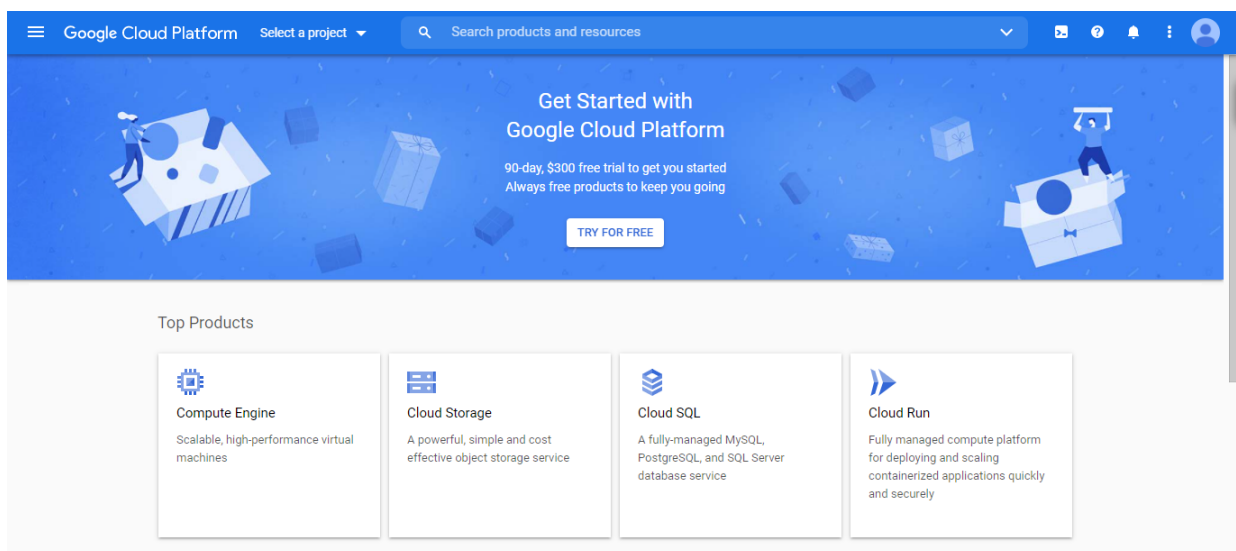 Google Cloud Platform Select a project Search products and resources
Get Started with
Google Cloud Platform
90-day, $300 free trial to get you started
Always free products to keep you going
TRY FOR FREE
Top Products
Compute Engine
Scalable, high-performance virtual
machines
Cloud Storage
A powerful, simple and cost
effective object storage service
Cloud SQL
A fully-managed MySQL,
PostgreSQL, and SQL Server
database service
Cloud Run
Fully managed compute platform
for deploying and scaling
containerized applications quickly
and securely